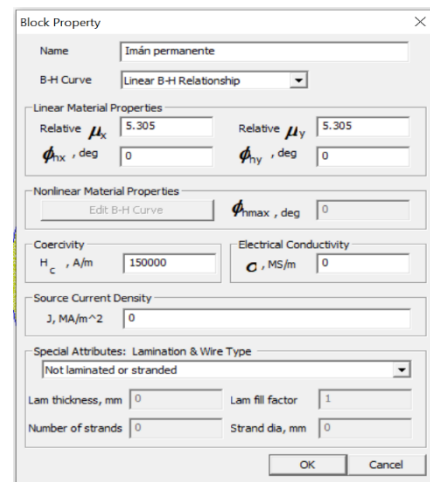 Block Property
Name Imán permanente
B-H Curve Linear B-H Relationship
Linear Material Properties
Relative μx 5.305 Relative μy 5.305
ϕhx , deg 0 ϕhy , deg 0
Nonlinear Material Properties
Edit B-H Curve ϕhmax , deg 0
Coercivity Electrical Conductivity
Hc , A/m 150000 σ, MS/m 0
Source Current Density
J, MA/m^2 0
Special Attributes: Lamination & Wire Type
Not laminated or stranded
Lam thickness, mm 0 Lam fill factor 1
Number of strands 0 Strand dia, mm 0
OK Cancel